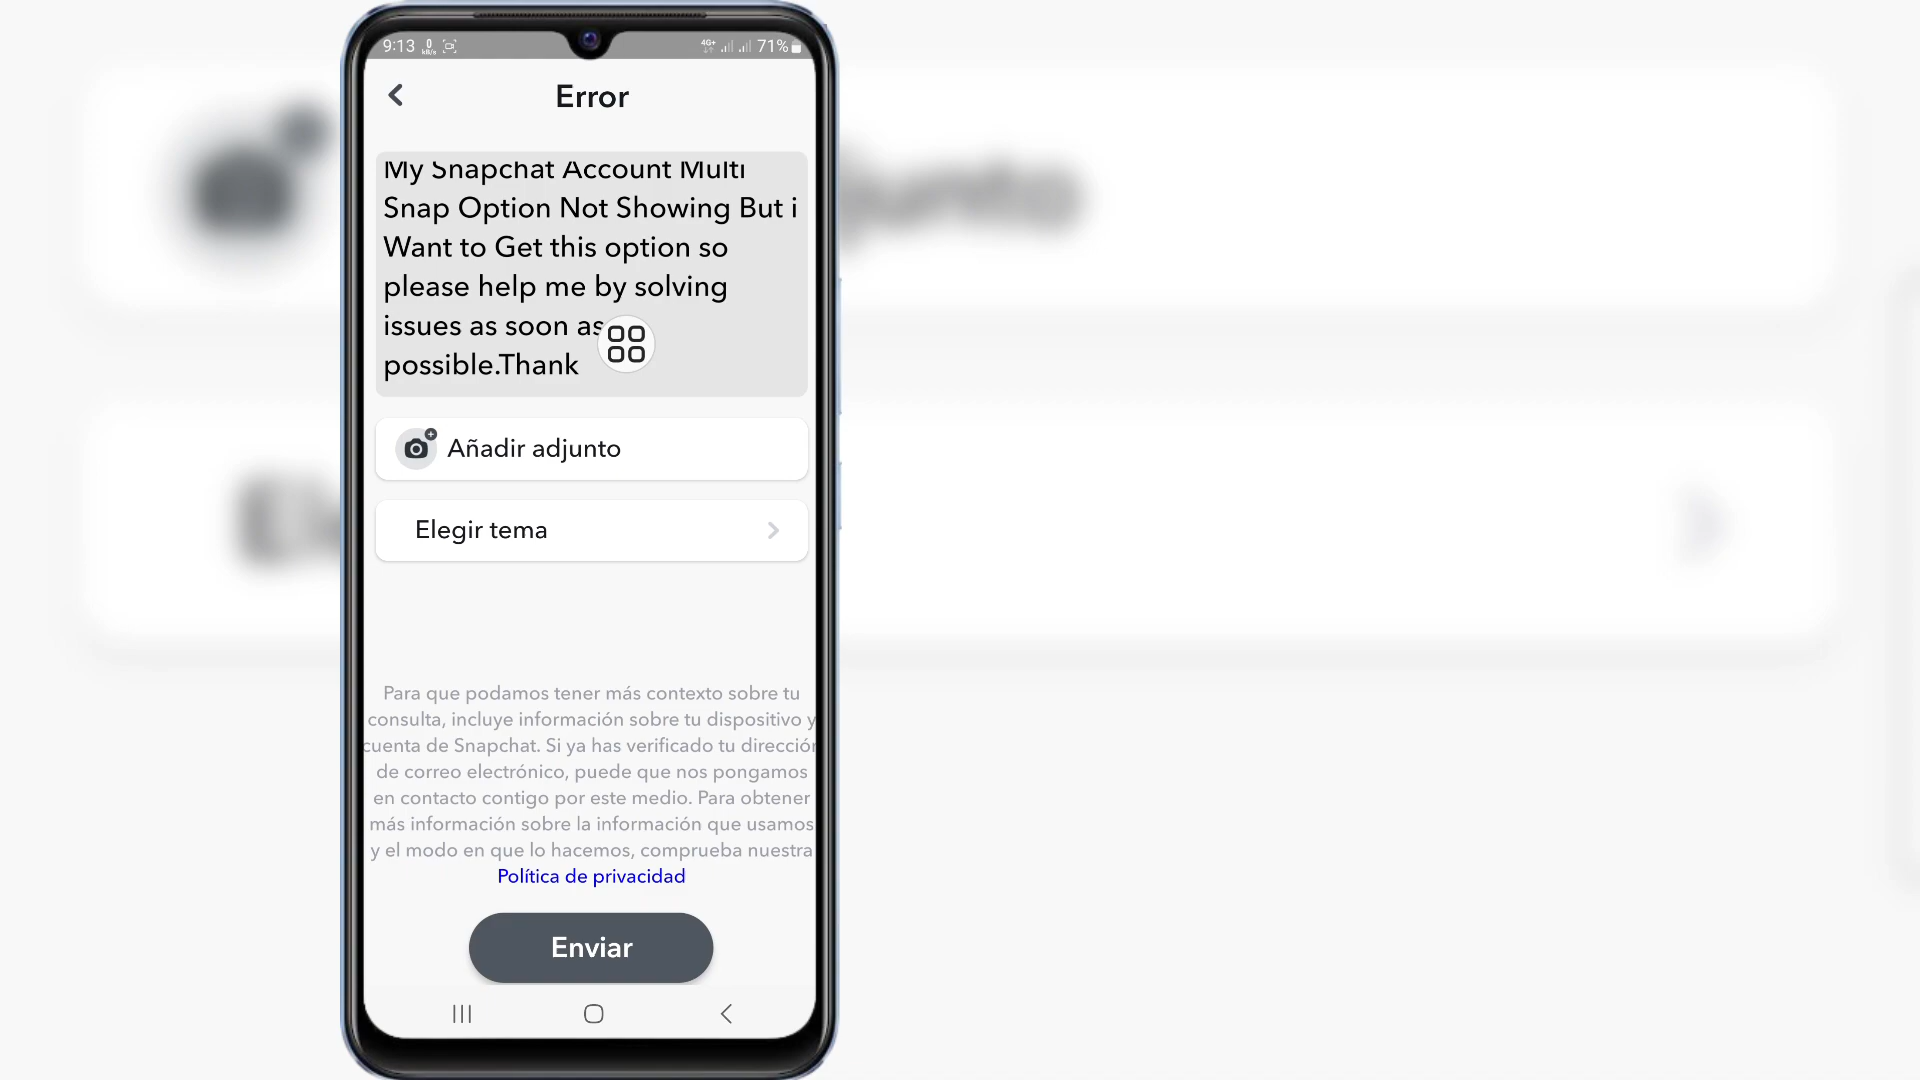 9:13
0
kB/s
4G+
71%
Error
My Snapchat Account Multi
Snap Option Not Showing But i
Want to Get this option so
please help me by solving
issues as soon as
possible.Thank
Añadir adjunto
Elegir tema
Para que podamos tener más contexto sobre tu
consulta, incluye información sobre tu dispositivo y
cuenta de Snapchat. Si ya has verificado tu dirección
de correo electrónico, puede que nos pongamos
en contacto contigo por este medio. Para obtener
más información sobre la información que usamos
y el modo en que lo hacemos, comprueba nuestra
Política de privacidad
Enviar